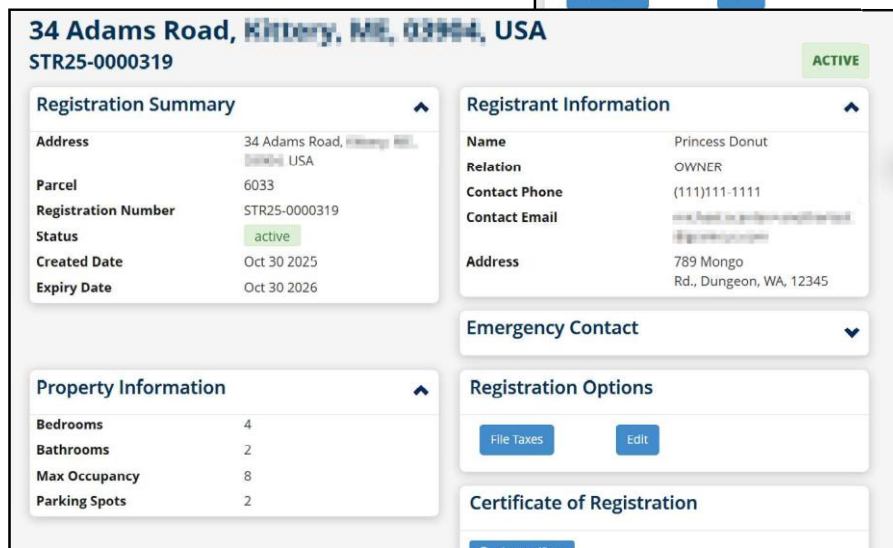 34 Adams Road, USA
STR25-0000319
ACTIVE
Registration Summary
Address 34 Adams Road,
USA
Parcel 6033
Registration Number STR25-0000319
Status active
Created Date Oct 30 2025
Expiry Date Oct 30 2026
Property Information
Bedrooms 4
Bathrooms 2
Max Occupancy 8
Parking Spots 2
Registrant Information
Name Princess Donut
Relation OWNER
Contact Phone (111)111-1111
Contact Email
Address 789 Mongo
Rd., Dungeon, WA, 12345
Emergency Contact
Registration Options
File Taxes Edit
Certificate of Registration